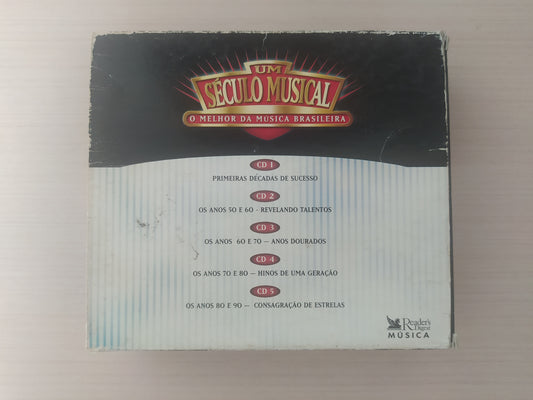 UM
SÉCULO MUSICAL
O MELHOR DA MÚSICA BRASILEIRA
CD 1
PRIMEIRAS DÉCADAS DE SUCESSO
CD 2
OS ANOS 50 E 60 - REVELANDO TALENTOS
CD 3
OS ANOS 60 E 70 — ANOS DOURADOS
CD 4
OS ANOS 70 E 80 — HINOS DE UMA GERAÇÃO
CD 5
OS ANOS 80 E 90 — CONSAGRAÇÃO DE ESTRELAS
Reader's
Digest
MÚSICA